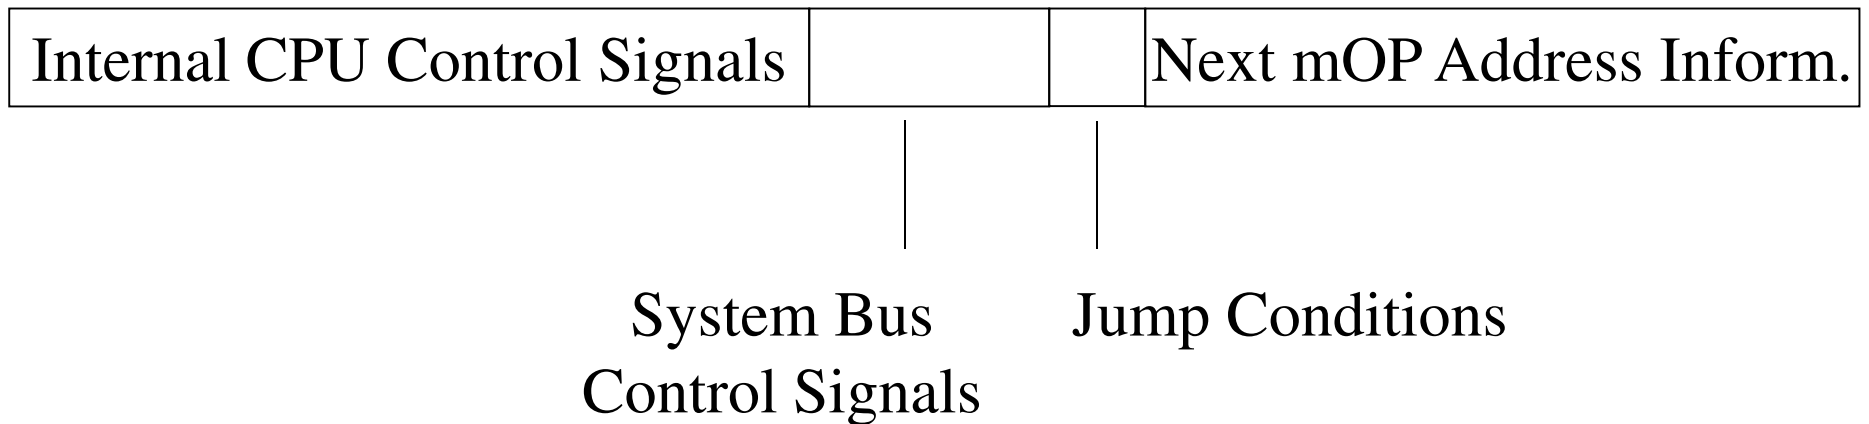 Internal CPU Control Signals
Next mOP Address Inform.
System Bus
Control Signals
Jump Conditions